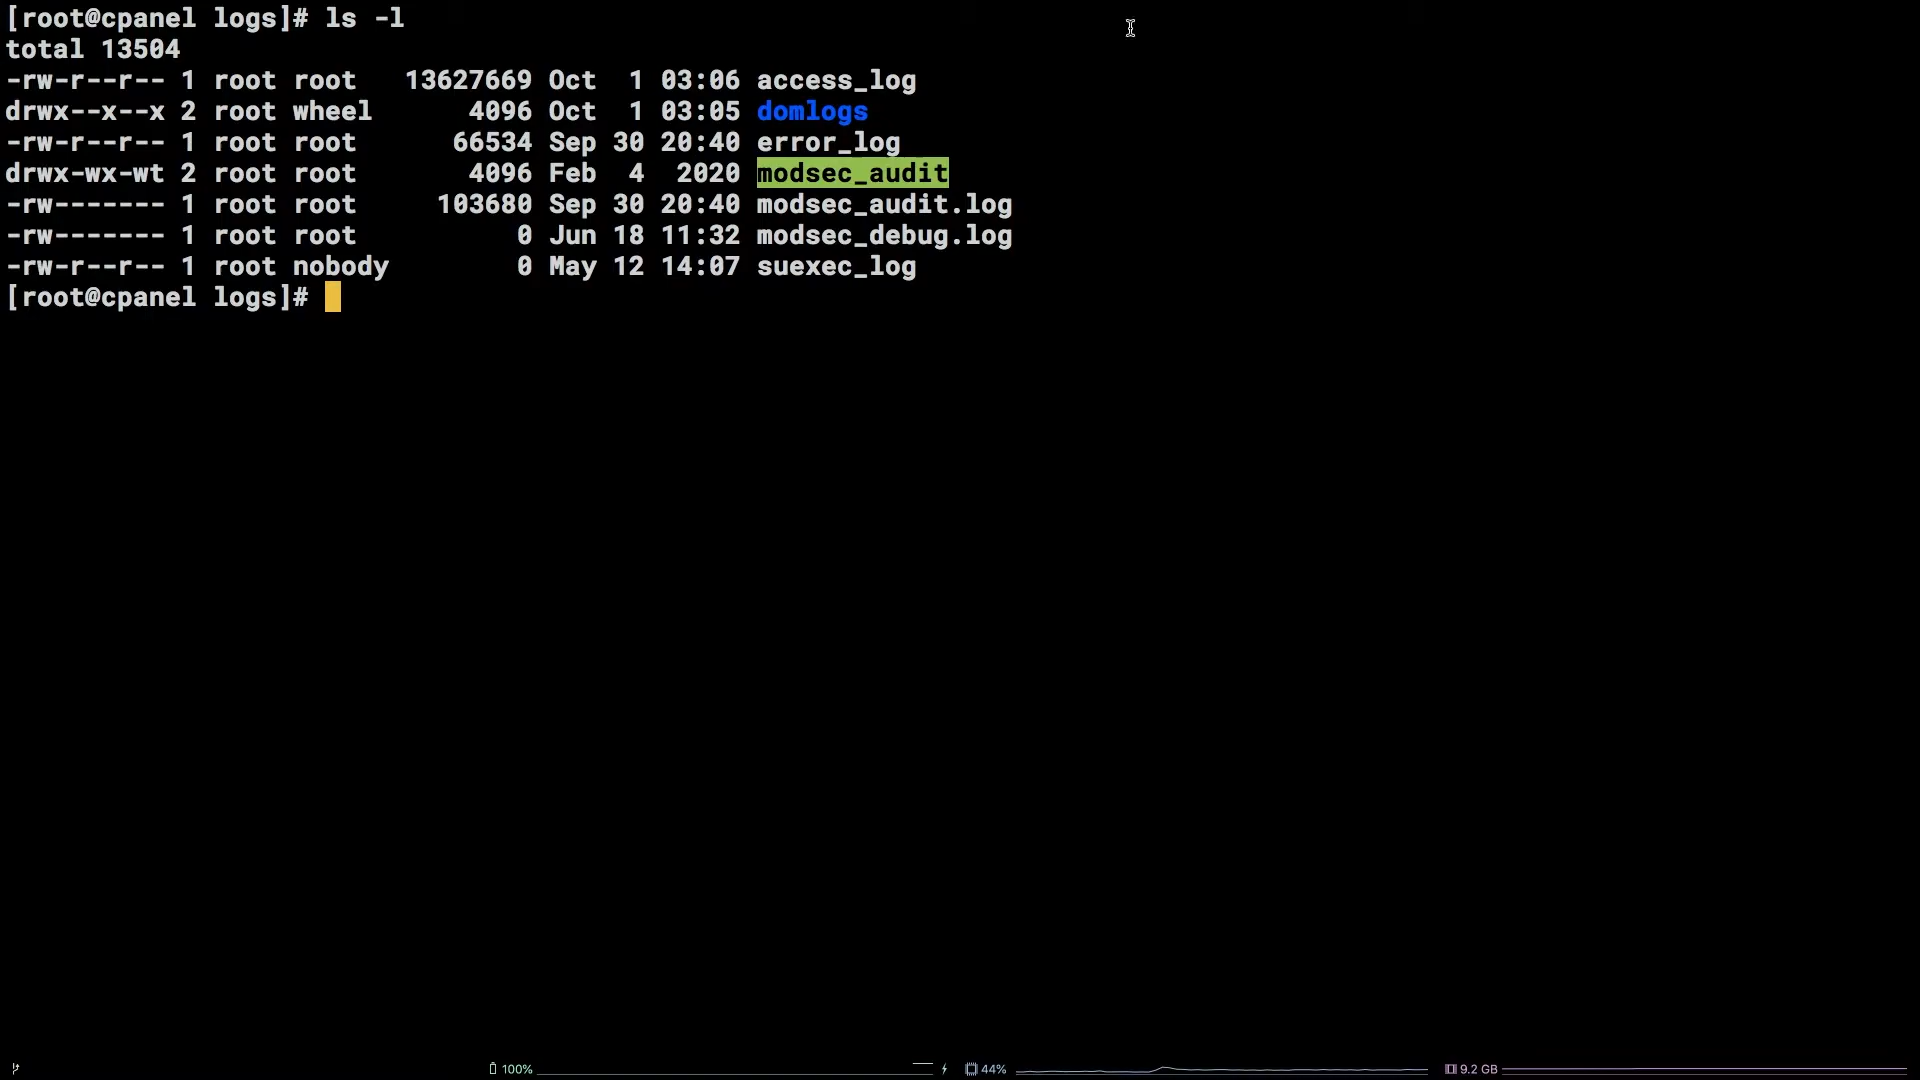 [root@cpanel logs]# ls -l
total 13504
-rw-r--r-- 1 root root   13627669 Oct  1 03:06 access_log
drwx--x--x 2 root wheel      4096 Oct  1 03:05 domlogs
-rw-r--r-- 1 root root      66534 Sep 30 20:40 error_log
drwx-wx-wt 2 root root       4096 Feb  4  2020 modsec_audit
-rw------- 1 root root     103680 Sep 30 20:40 modsec_audit.log
-rw------- 1 root root          0 Jun 18 11:32 modsec_debug.log
-rw-r--r-- 1 root nobody        0 May 12 14:07 suexec_log
[root@cpanel logs]#
100% 44% 9.2 GB